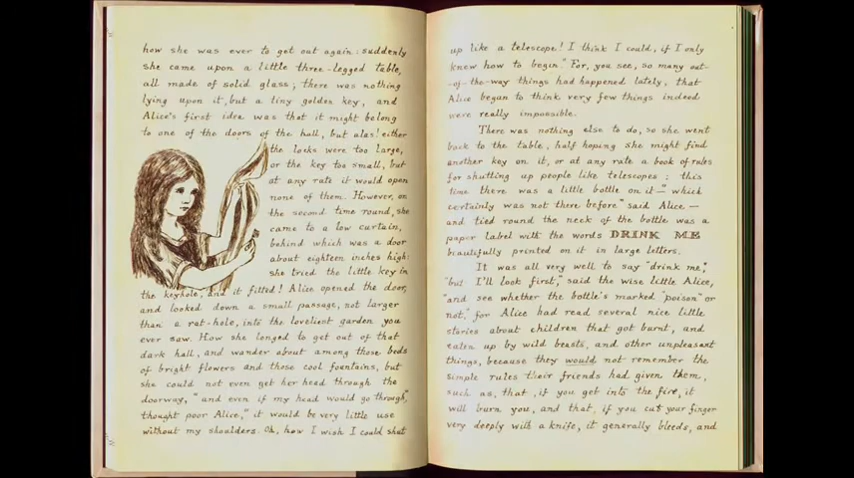 how she was ever to get out again: suddenly
she came upon a little three-legged table,
all made of solid glass; there was nothing
lying upon it, but a tiny golden key, and
Alice's first idea was that it might belong
to one of the doors of the hall, but alas! either
the locks were too large,
or the key too small, but
at any rate it would open
none of them. However, on
the second time round, she
came to a low curtain,
behind which was a door
about eighteen inches high:
she tried the little key in
the keyhole, and it fitted! Alice opened the door,
and looked down a small passage, not larger
than a rat-hole, into the loveliest garden you
ever saw. How she longed to get out of that
dark hall, and wander about among those beds
of bright flowers and those cool fountains, but
she could not even get her head through the
doorway, "and even if my head would go through,"
thought poor Alice, "it would be very little use
without my shoulders. Oh, how I wish I could shut
up like a telescope! I think I could, if I only
knew how to begin." For, you see, so many out-
-of-the-way things had happened lately, that
Alice began to think very few things indeed
were really impossible.
There was nothing else to do, so she went
back to the table, half hoping she might find
another key on it, or at any rate a book of rules
for shutting up people like telescopes: this
time there was a little bottle on it—"which
certainly was not there before" said Alice—
and tied round the neck of the bottle was a
paper label with the words DRINK ME
beautifully printed on it in large letters.
It was all very well to say "drink me,"
"but I'll look first," said the wise little Alice,
"and see whether the bottle's marked "poison" or
not," for Alice had read several nice little
stories about children that got burnt, and
eaten up by wild beasts, and other unpleasant
things, because they would not remember the
simple rules their friends had given them,
such as, that, if you get into the fire, it
will burn you, and that, if you cut your finger
very deeply with a knife, it generally bleeds, and